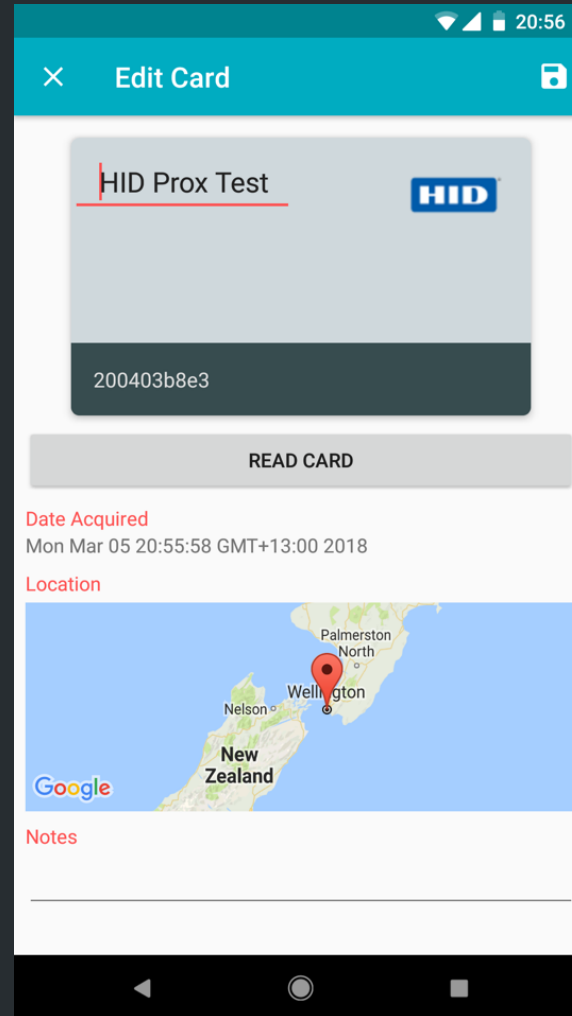 20:56
Edit Card
HID Prox Test
HID
200403b8e3
READ CARD
Date Acquired
Mon Mar 05 20:55:58 GMT+13:00 2018
Location
Palmerston
North
Wellington
Nelson
New
Zealand
Google
Notes